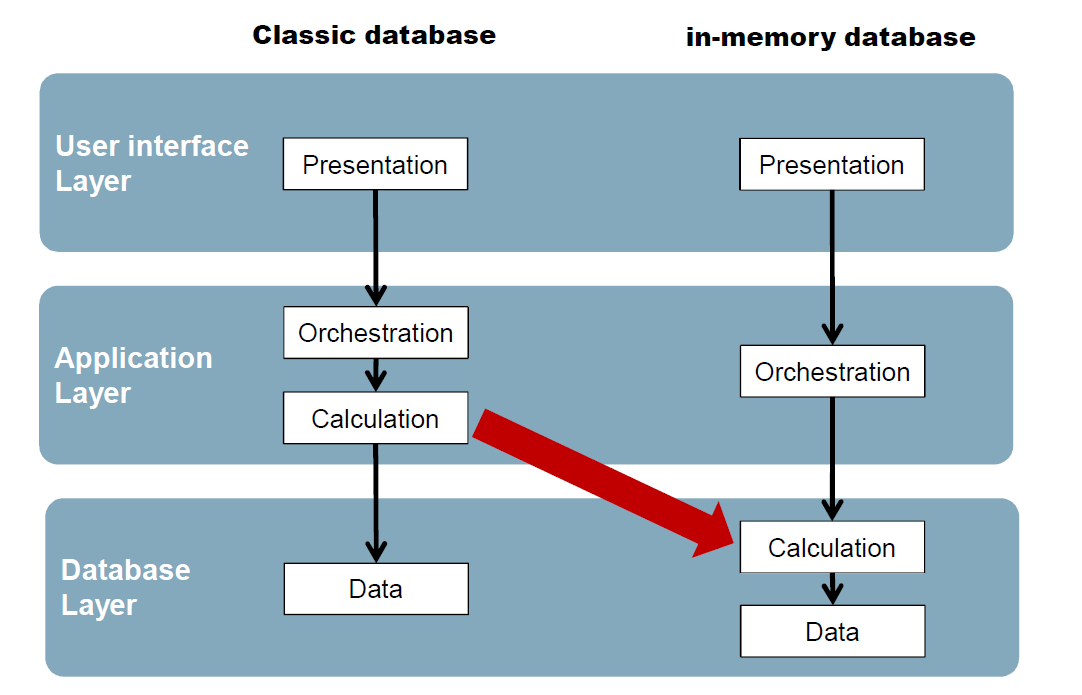 Classic database
in-memory database
User interface
Layer
Presentation
Presentation
Application
Layer
Orchestration
Calculation
Orchestration
Database
Layer
Data
Calculation
Data